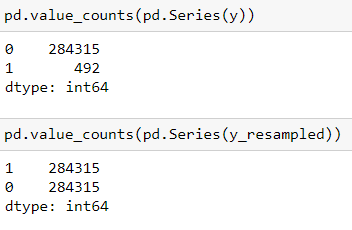 pd.value_counts(pd.Series(y))
0    284315
1       492
dtype: int64
pd.value_counts(pd.Series(y_resampled))
1    284315
0    284315
dtype: int64